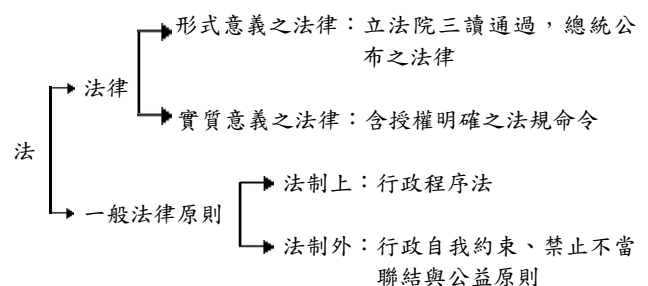 形式意義之法律：立法院三讀通過，總統公
布之法律
法律
實質意義之法律：含授權明確之法規命令
法
法制上：行政程序法
一般法律原則
法制外：行政自我約束、禁止不當
聯結與公益原則